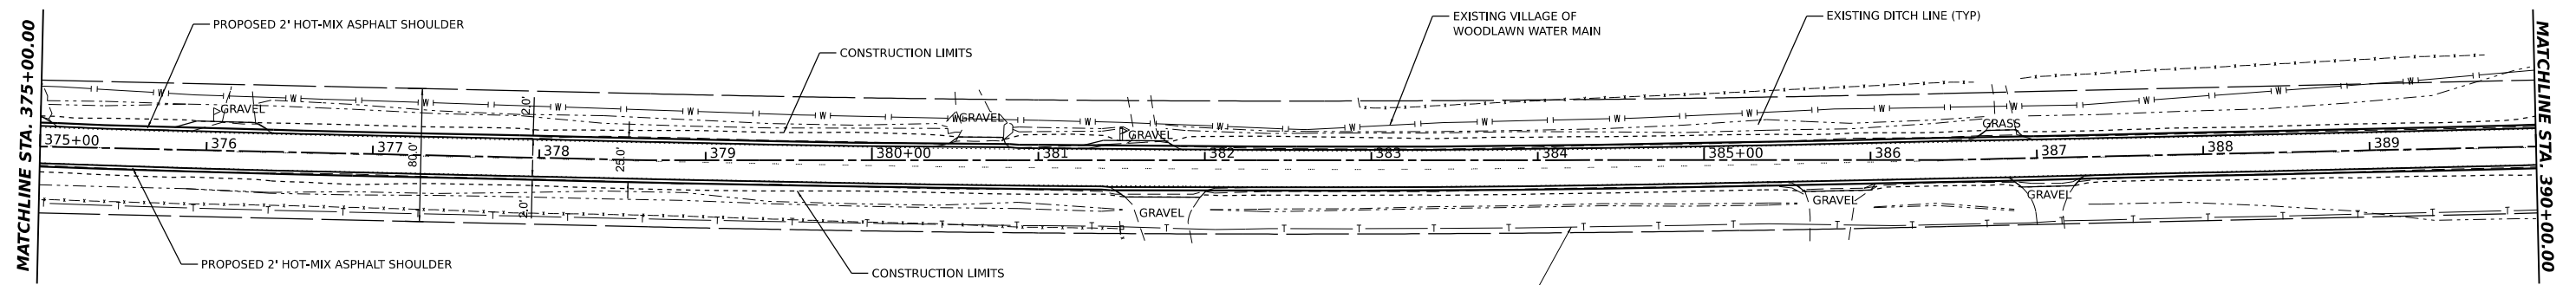 MATCHLINE STA. 375+00.00
PROPOSED 2' HOT-MIX ASPHALT SHOULDER
CONSTRUCTION LIMITS
EXISTING VILLAGE OF
WOODLAWN WATER MAIN
EXISTING DITCH LINE (TYP)
MATCHLINE STA. 390+00.00
W W W W W W W W W W W W W W W W W W
GRAVEL
GRAVEL
GRAVEL
GRASS
2.0'
80.0'
25.0'
2.0'
375+00 376 377 378 379 380+00 381 382 383 384 385+00 386 387 388 389
GRAVEL
GRAVEL
GRAVEL
T T T T T T T T T T T T T T T T T T T T T T T T T T T T T T T T T T
PROPOSED 2' HOT-MIX ASPHALT SHOULDER
CONSTRUCTION LIMITS